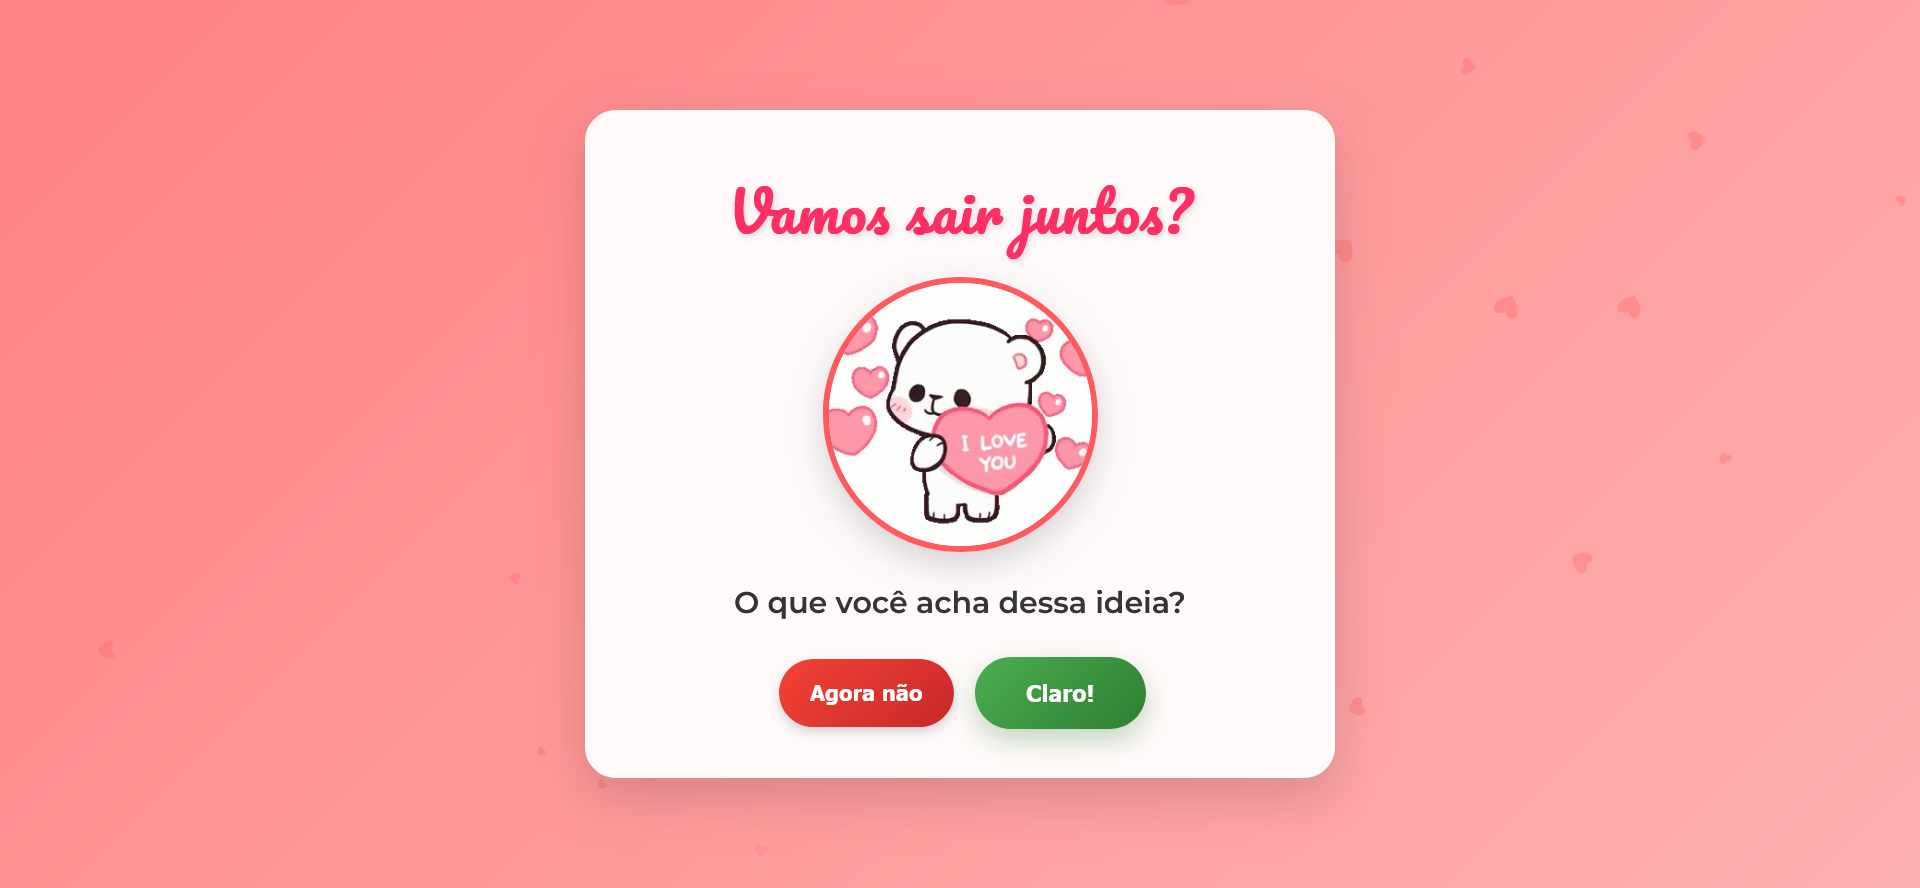 Vamos sair juntos?
I LOVE
YOU
O que você acha dessa ideia?
Agora não
Claro!